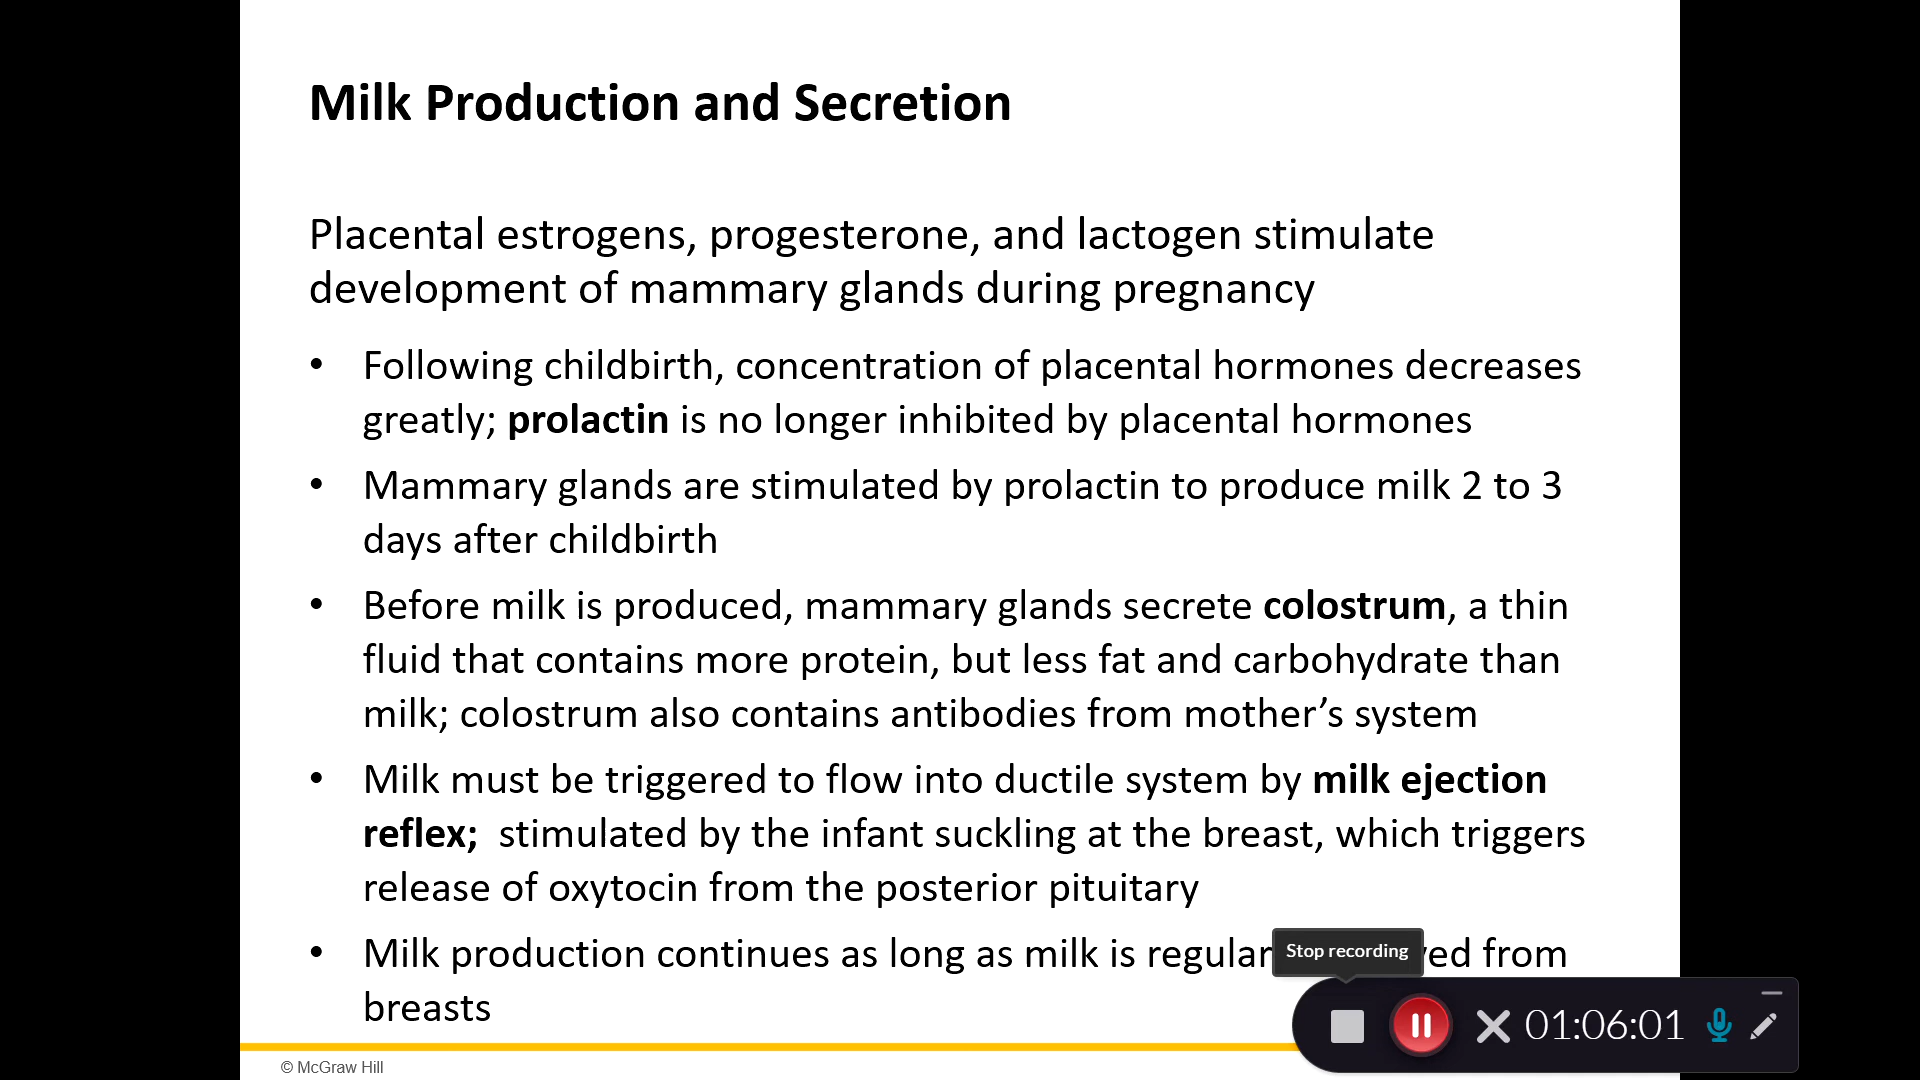 Milk Production and Secretion
Placental estrogens, progesterone, and lactogen stimulate
development of mammary glands during pregnancy
• Following childbirth, concentration of placental hormones decreases
greatly; prolactin is no longer inhibited by placental hormones
• Mammary glands are stimulated by prolactin to produce milk 2 to 3
days after childbirth
• Before milk is produced, mammary glands secrete colostrum, a thin
fluid that contains more protein, but less fat and carbohydrate than
milk; colostrum also contains antibodies from mother’s system
• Milk must be triggered to flow into ductile system by milk ejection
reflex; stimulated by the infant suckling at the breast, which triggers
release of oxytocin from the posterior pituitary
• Milk production continues as long as milk is from
breasts
Stop recording
01:06:01
© McGraw Hill